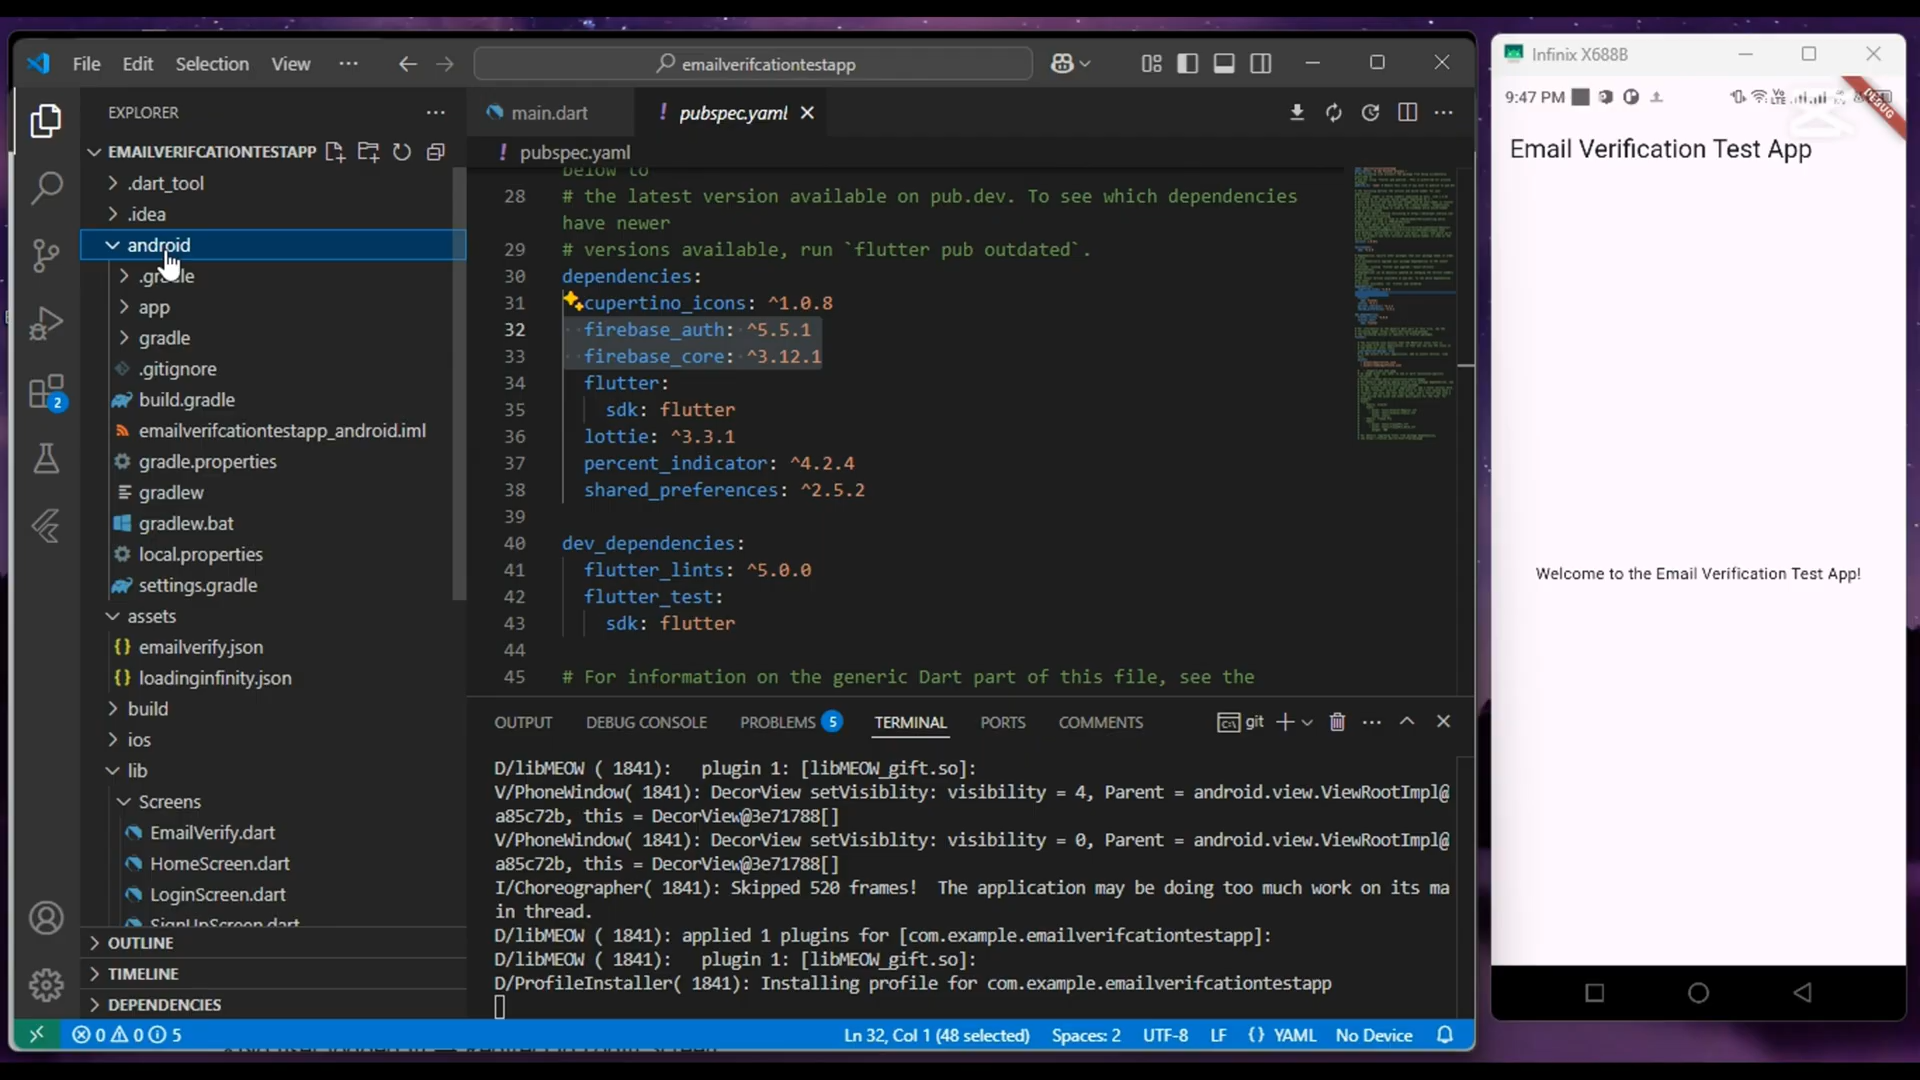 File Edit Selection View ··· emailverifcationtestapp
EXPLORER
EMAILVERIFCATIONTESTAPP
.dart_tool
.idea
android
.gradle
app
gradle
.gitignore
build.gradle
emailverifcationtestapp_android.iml
gradle.properties
gradlew
gradlew.bat
local.properties
settings.gradle
assets
{} emailverify.json
{} loadinginfinity.json
build
ios
lib
Screens
EmailVerify.dart
HomeScreen.dart
LoginScreen.dart
SignUpScreen.dart
OUTLINE
TIMELINE
DEPENDENCIES
2
main.dart ! pubspec.yaml
! pubspec.yaml
below to
28 # the latest version available on pub.dev. To see which dependencies
have newer
29 # versions available, run `flutter pub outdated`.
30 dependencies:
31 cupertino_icons: ^1.0.8
32 firebase_auth: ^5.5.1
33 firebase_core: ^3.12.1
34 flutter:
35 sdk: flutter
36 lottie: ^3.3.1
37 percent_indicator: ^4.2.4
38 shared_preferences: ^2.5.2
39
40 dev_dependencies:
41 flutter_lints: ^5.0.0
42 flutter_test:
43 sdk: flutter
44
45 # For information on the generic Dart part of this file, see the
OUTPUT DEBUG CONSOLE PROBLEMS 5 TERMINAL PORTS COMMENTS git
D/libMEOW ( 1841): plugin 1: [libMEOW_gift.so]:
V/PhoneWindow( 1841): DecorView setVisiblity: visibility = 4, Parent = android.view.ViewRootImpl@
a85c72b, this = DecorView@3e71788[]
V/PhoneWindow( 1841): DecorView setVisiblity: visibility = 0, Parent = android.view.ViewRootImpl@
a85c72b, this = DecorView@3e71788[]
I/Choreographer( 1841): Skipped 520 frames! The application may be doing too much work on its ma
in thread.
D/libMEOW ( 1841): applied 1 plugins for [com.example.emailverifcationtestapp]:
D/libMEOW ( 1841): plugin 1: [libMEOW_gift.so]:
D/ProfileInstaller( 1841): Installing profile for com.example.emailverifcationtestapp
0 0 5 Ln 32, Col 1 (48 selected) Spaces: 2 UTF-8 LF {} YAML No Device
Infinix X688B
9:47 PM
DEBUG
Email Verification Test App
Welcome to the Email Verification Test App!